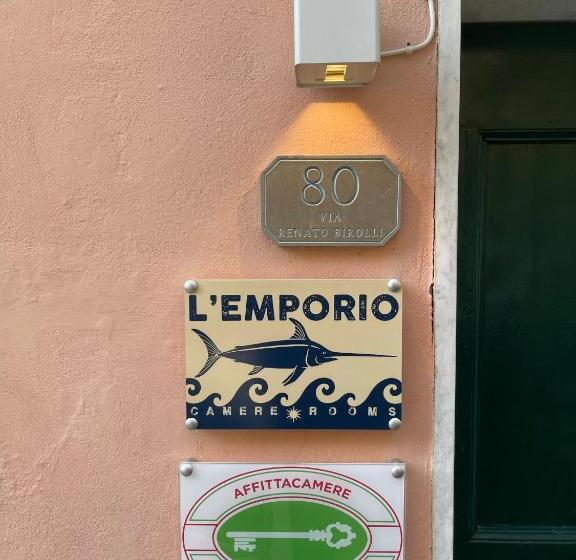 80
VIA
RENATO BIROLLI
L'EMPORIO
CAMERE ROOMS
AFFITTACAMERE